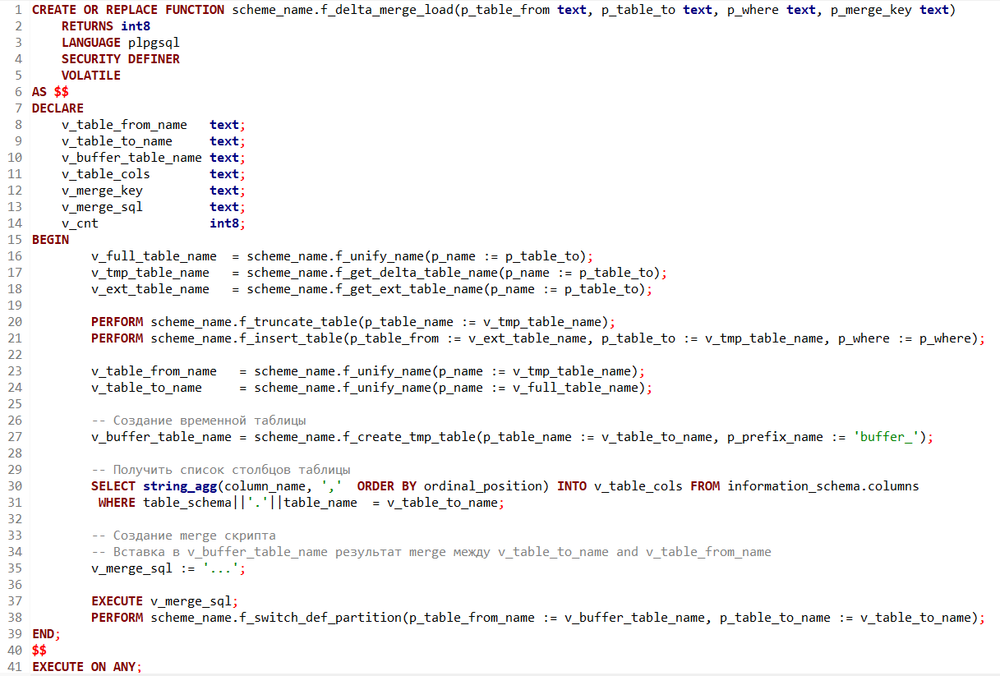 1 CREATE OR REPLACE FUNCTION scheme_name.f_delta_merge_load(p_table_from text, p_table_to text, p_where text, p_merge_key text)
2     RETURNS int8
3     LANGUAGE plpgsql
4     SECURITY DEFINER
5     VOLATILE
6 AS $$
7 DECLARE
8     v_table_from_name   text;
9     v_table_to_name     text;
10     v_buffer_table_name text;
11     v_table_cols        text;
12     v_merge_key         text;
13     v_merge_sql         text;
14     v_cnt               int8;
15 BEGIN
16         v_full_table_name  = scheme_name.f_unify_name(p_name := p_table_to);
17         v_tmp_table_name   = scheme_name.f_get_delta_table_name(p_name := p_table_to);
18         v_ext_table_name   = scheme_name.f_get_ext_table_name(p_name := p_table_to);
19
20         PERFORM scheme_name.f_truncate_table(p_table_name := v_tmp_table_name);
21         PERFORM scheme_name.f_insert_table(p_table_from := v_ext_table_name, p_table_to := v_tmp_table_name, p_where := p_where);
22
23         v_table_from_name   = scheme_name.f_unify_name(p_name := v_tmp_table_name);
24         v_table_to_name     = scheme_name.f_unify_name(p_name := v_full_table_name);
25
26         -- Создание временной таблицы
27         v_buffer_table_name = scheme_name.f_create_tmp_table(p_table_name := v_table_to_name, p_prefix_name := 'buffer_');
28
29         -- Получить список столбцов таблицы
30         SELECT string_agg(column_name, ','  ORDER BY ordinal_position) INTO v_table_cols FROM information_schema.columns
31          WHERE table_schema||'.'||table_name  = v_table_to_name;
32
33         -- Создание merge скрипта
34         -- Вставка в v_buffer_table_name результат merge между v_table_to_name and v_table_from_name
35         v_merge_sql := '...';
36
37         EXECUTE v_merge_sql;
38         PERFORM scheme_name.f_switch_def_partition(p_table_from_name := v_buffer_table_name, p_table_to_name := v_table_to_name);
39 END;
40 $$
41 EXECUTE ON ANY;